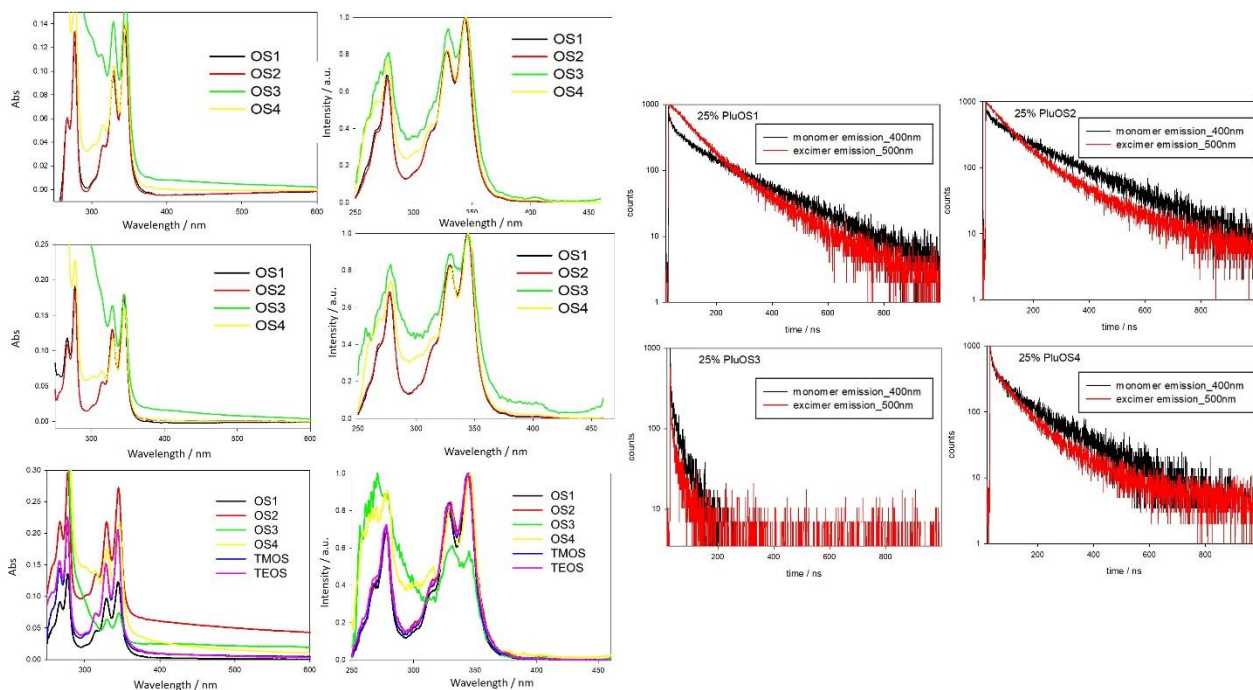 0.14
0.12
0.10
0.08
0.06
0.04
0.02
0.00
Abs
OS1
OS2
OS3
OS4
300
400
500
600
Wavelength / nm
1.0
0.8
0.6
0.4
0.2
0.0
Intensity / a.u.
OS1
OS2
OS3
OS4
250
300
350
400
450
Wavelength / nm
0.25
0.20
0.15
0.10
0.05
0.00
Abs
OS1
OS2
OS3
OS4
300
400
500
600
Wavelength / nm
1.0
0.8
0.6
0.4
0.2
0.0
Intensity / a.u.
OS1
OS2
OS3
OS4
250
300
350
400
Wavelength / nm
0.30
0.25
0.20
0.15
0.10
0.05
0.00
Abs
OS1
OS2
OS3
OS4
TMOS
TEOS
300
400
500
600
Wavelength / nm
1.0
0.8
0.6
0.4
0.2
0.0
Intensity / a.u.
OS1
OS2
OS3
OS4
TMOS
TEOS
250
300
350
400
450
Wavelength / nm
1000
100
10
1
counts
25% PluOS1
monomer emission_400nm
excimer emission_500nm
200
400
600
800
time / ns
1000
100
10
1
counts
25% PluOS2
monomer emission_400nm
excimer emission_500nm
200
400
600
800
time / ns
1000
100
10
counts
25% PluOS3
monomer emission_400nm
excimer emission_500nm
200
400
600
800
time / ns
1000
100
10
1
counts
25% PluOS4
monomer emission_400nm
excimer emission_500nm
200
400
600
800
time / ns